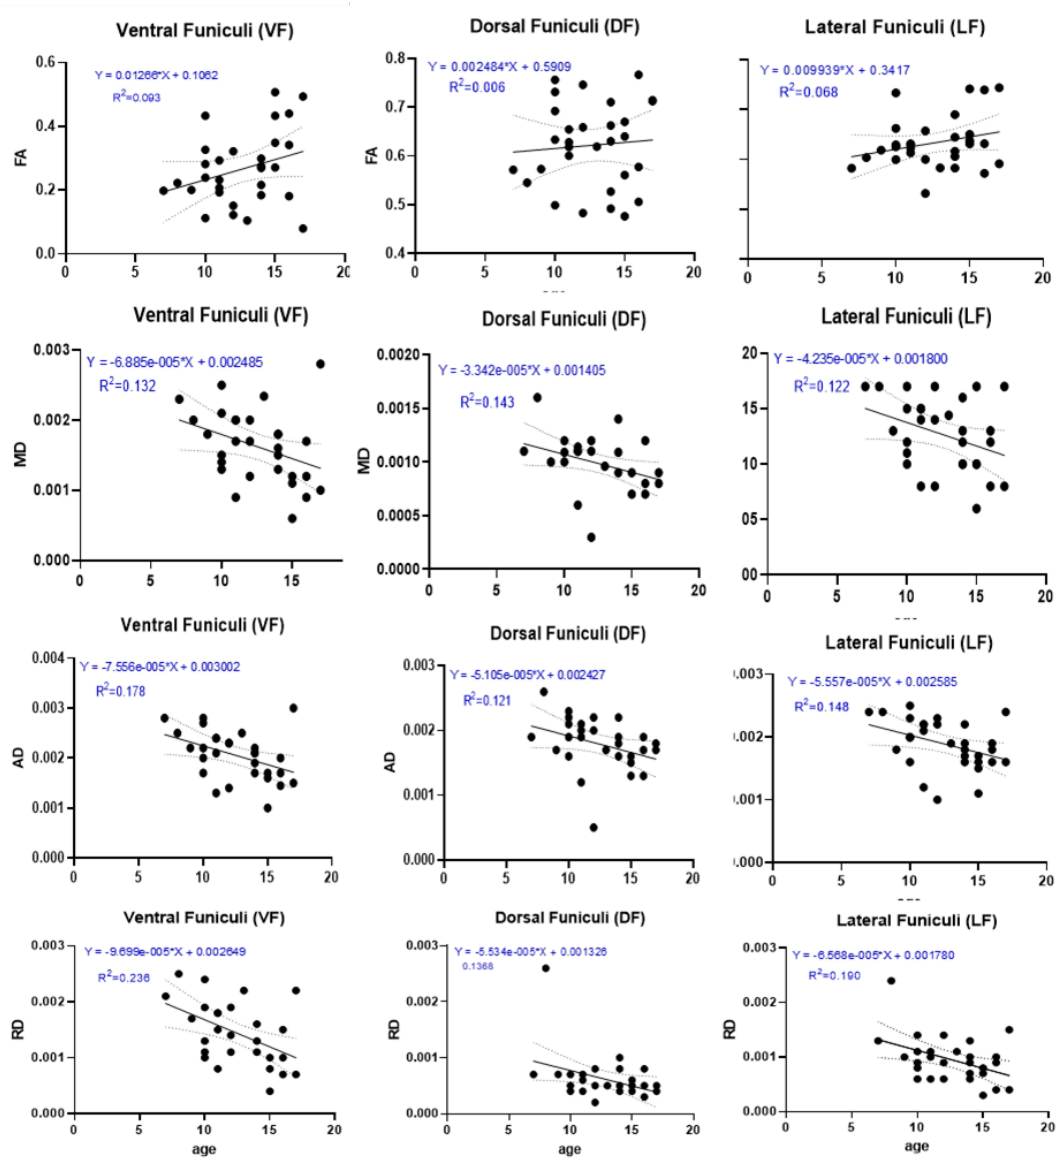 Ventral Funiculi (VF)
Y = 0.01266*X + 0.1062
R²=0.093
0.6
0.4
0.2
0.0
FA
0 5 10 15 20
Dorsal Funiculi (DF)
Y = 0.002484*X + 0.5909
R²=0.006
0.8
0.7
0.6
0.5
0.4
FA
0 5 10 15 20
Lateral Funiculi (LF)
Y = 0.009939*X + 0.3417
R²=0.068
0 5 10 15 20
Ventral Funiculi (VF)
Y = -6.885e-005*X + 0.002485
R²=0.132
0.003
0.002
0.001
0.000
MD
0 5 10 15
Dorsal Funiculi (DF)
Y = -3.342e-005*X + 0.001405
R²=0.143
0.0020
0.0015
0.0010
0.0005
0.0000
MD
0 5 10 15 20
Lateral Funiculi (LF)
Y = -4.235e-005*X + 0.001800
R²=0.122
20
15
10
05
00
0 5 10 15 20
Ventral Funiculi (VF)
Y = -7.556e-005*X + 0.003002
R²=0.178
0.004
0.003
0.002
0.001
0.000
AD
0 5 10 15 20
Dorsal Funiculi (DF)
Y = -5.105e-005*X + 0.002427
R²=0.121
0.003
0.002
0.001
0.000
AD
0 5 10 15 20
Lateral Funiculi (LF)
Y = -5.557e-005*X + 0.002585
R²=0.148
0.003
0.002
0.001
0.000
0 5 10 15 20
Ventral Funiculi (VF)
Y = -9.699e-005*X + 0.002649
R²=0.236
0.003
0.002
0.001
0.000
RD
0 5 10 15 20
age
Dorsal Funiculi (DF)
Y = -5.534e-005*X + 0.001326
0.1368
0.003
0.002
0.001
0.000
RD
0 5 10 15 20
age
Lateral Funiculi (LF)
Y = -6.568e-005*X + 0.001780
R²=0.190
0.003
0.002
0.001
0.000
RD
0 5 10 15 20
age